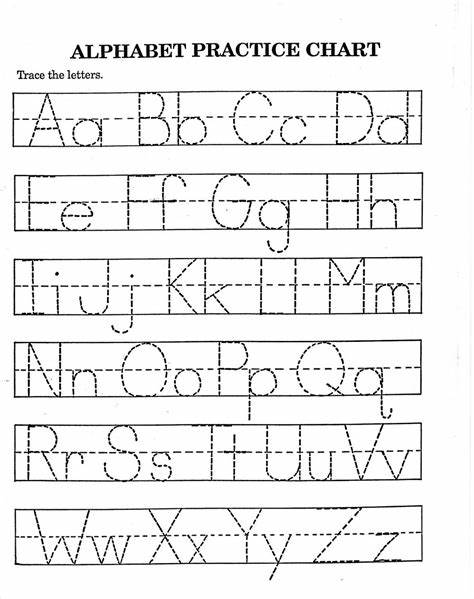 ALPHABET PRACTICE CHART
Trace the letters.
Aa Bb Cc Dd
Ee Ff Gg Hh
Ii Jj Kk Ll Mm
Nn Oo Pp Qq
Rr Ss Tt Uu Vv
Ww Xx Yy Zz